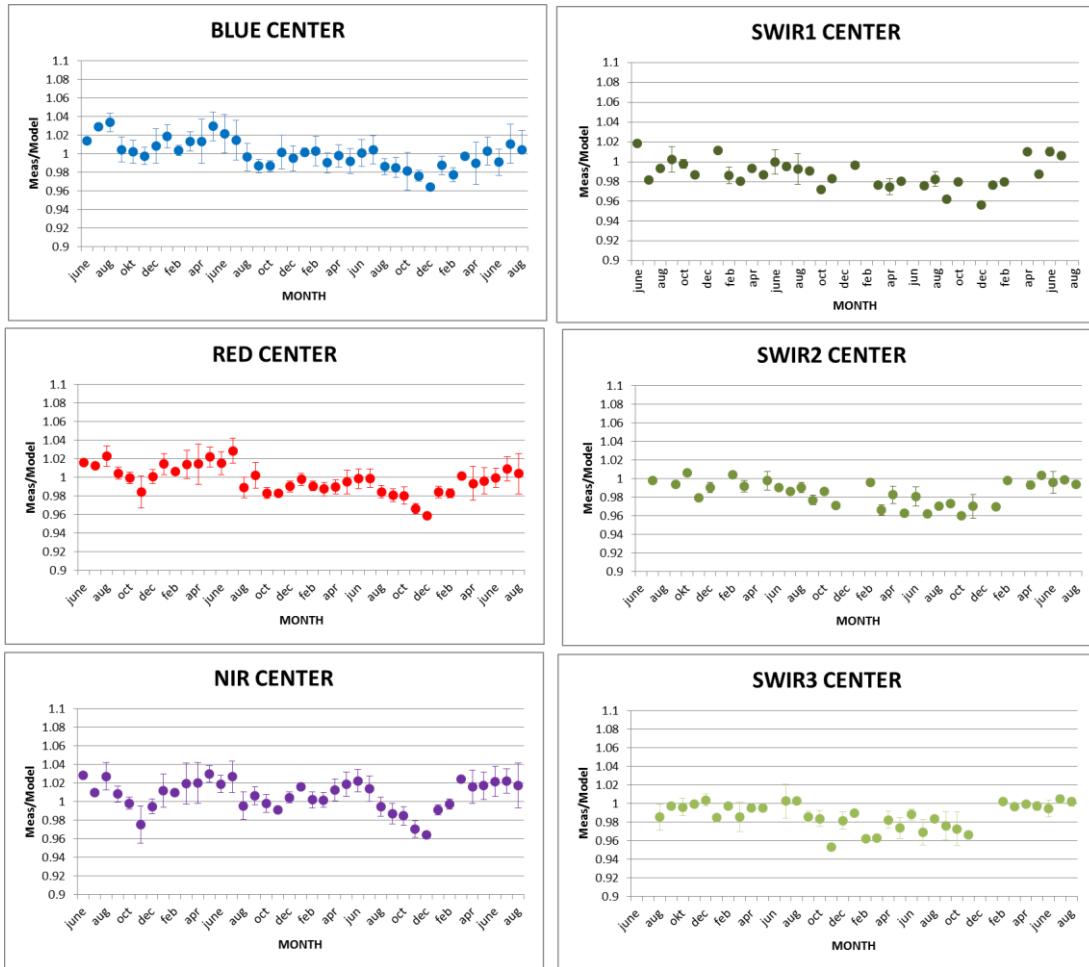 BLUE CENTER
Meas/Model
1.1
1.08
1.06
1.04
1.02
1
0.98
0.96
0.94
0.92
0.9
june aug okt dec feb apr june aug oct dec feb apr jun aug oct dec feb apr june aug
MONTH
SWIR1 CENTER
Meas/Model
1.1
1.08
1.06
1.04
1.02
1
0.98
0.96
0.94
0.92
0.9
june aug oct dec feb apr june aug oct dec feb apr jun aug oct dec feb apr june aug
MONTH
RED CENTER
Meas/Model
1.1
1.08
1.06
1.04
1.02
1
0.98
0.96
0.94
0.92
0.9
june aug oct dec feb apr june aug oct dec feb apr jun aug oct dec feb apr june aug
MONTH
SWIR2 CENTER
Meas/Model
1.1
1.08
1.06
1.04
1.02
1
0.98
0.96
0.94
0.92
0.9
june aug okt dec feb apr june aug oct dec feb apr jun aug oct dec feb apr june aug
MONTH
NIR CENTER
Meas/Model
1.1
1.08
1.06
1.04
1.02
1
0.98
0.96
0.94
0.92
0.9
june aug oct dec feb apr june aug oct dec feb apr jun aug oct dec feb apr june aug
MONTH
SWIR3 CENTER
Meas/Model
1.1
1.08
1.06
1.04
1.02
1
0.98
0.96
0.94
0.92
0.9
june aug okt dec feb apr jun aug oct dec feb apr jun aug oct dec feb apr june aug
MONTH